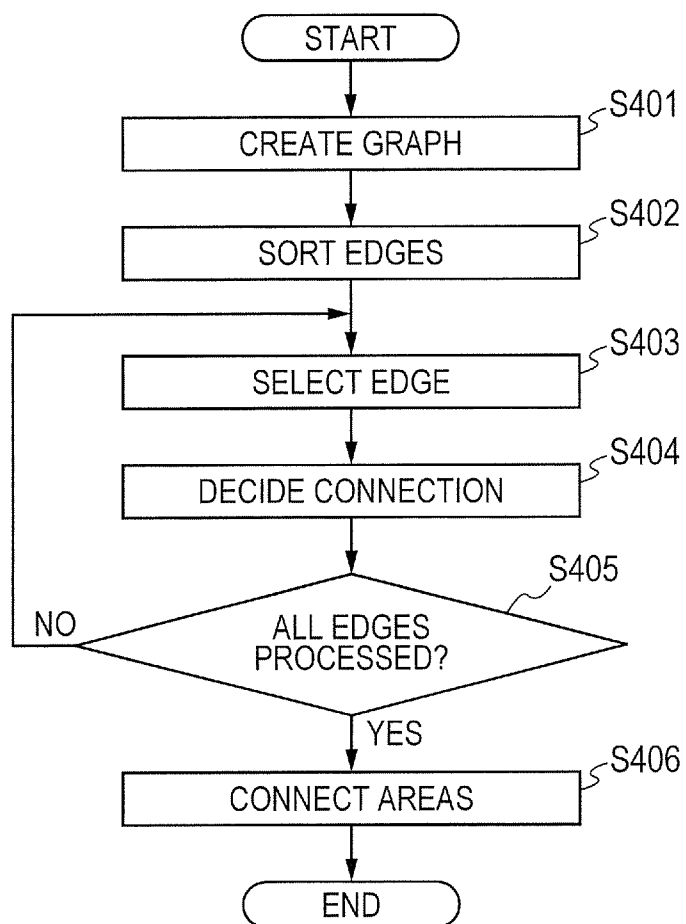 START
S401
CREATE GRAPH
S402
SORT EDGES
S403
SELECT EDGE
S404
DECIDE CONNECTION
S405
NO
ALL EDGES
PROCESSED?
YES
S406
CONNECT AREAS
END